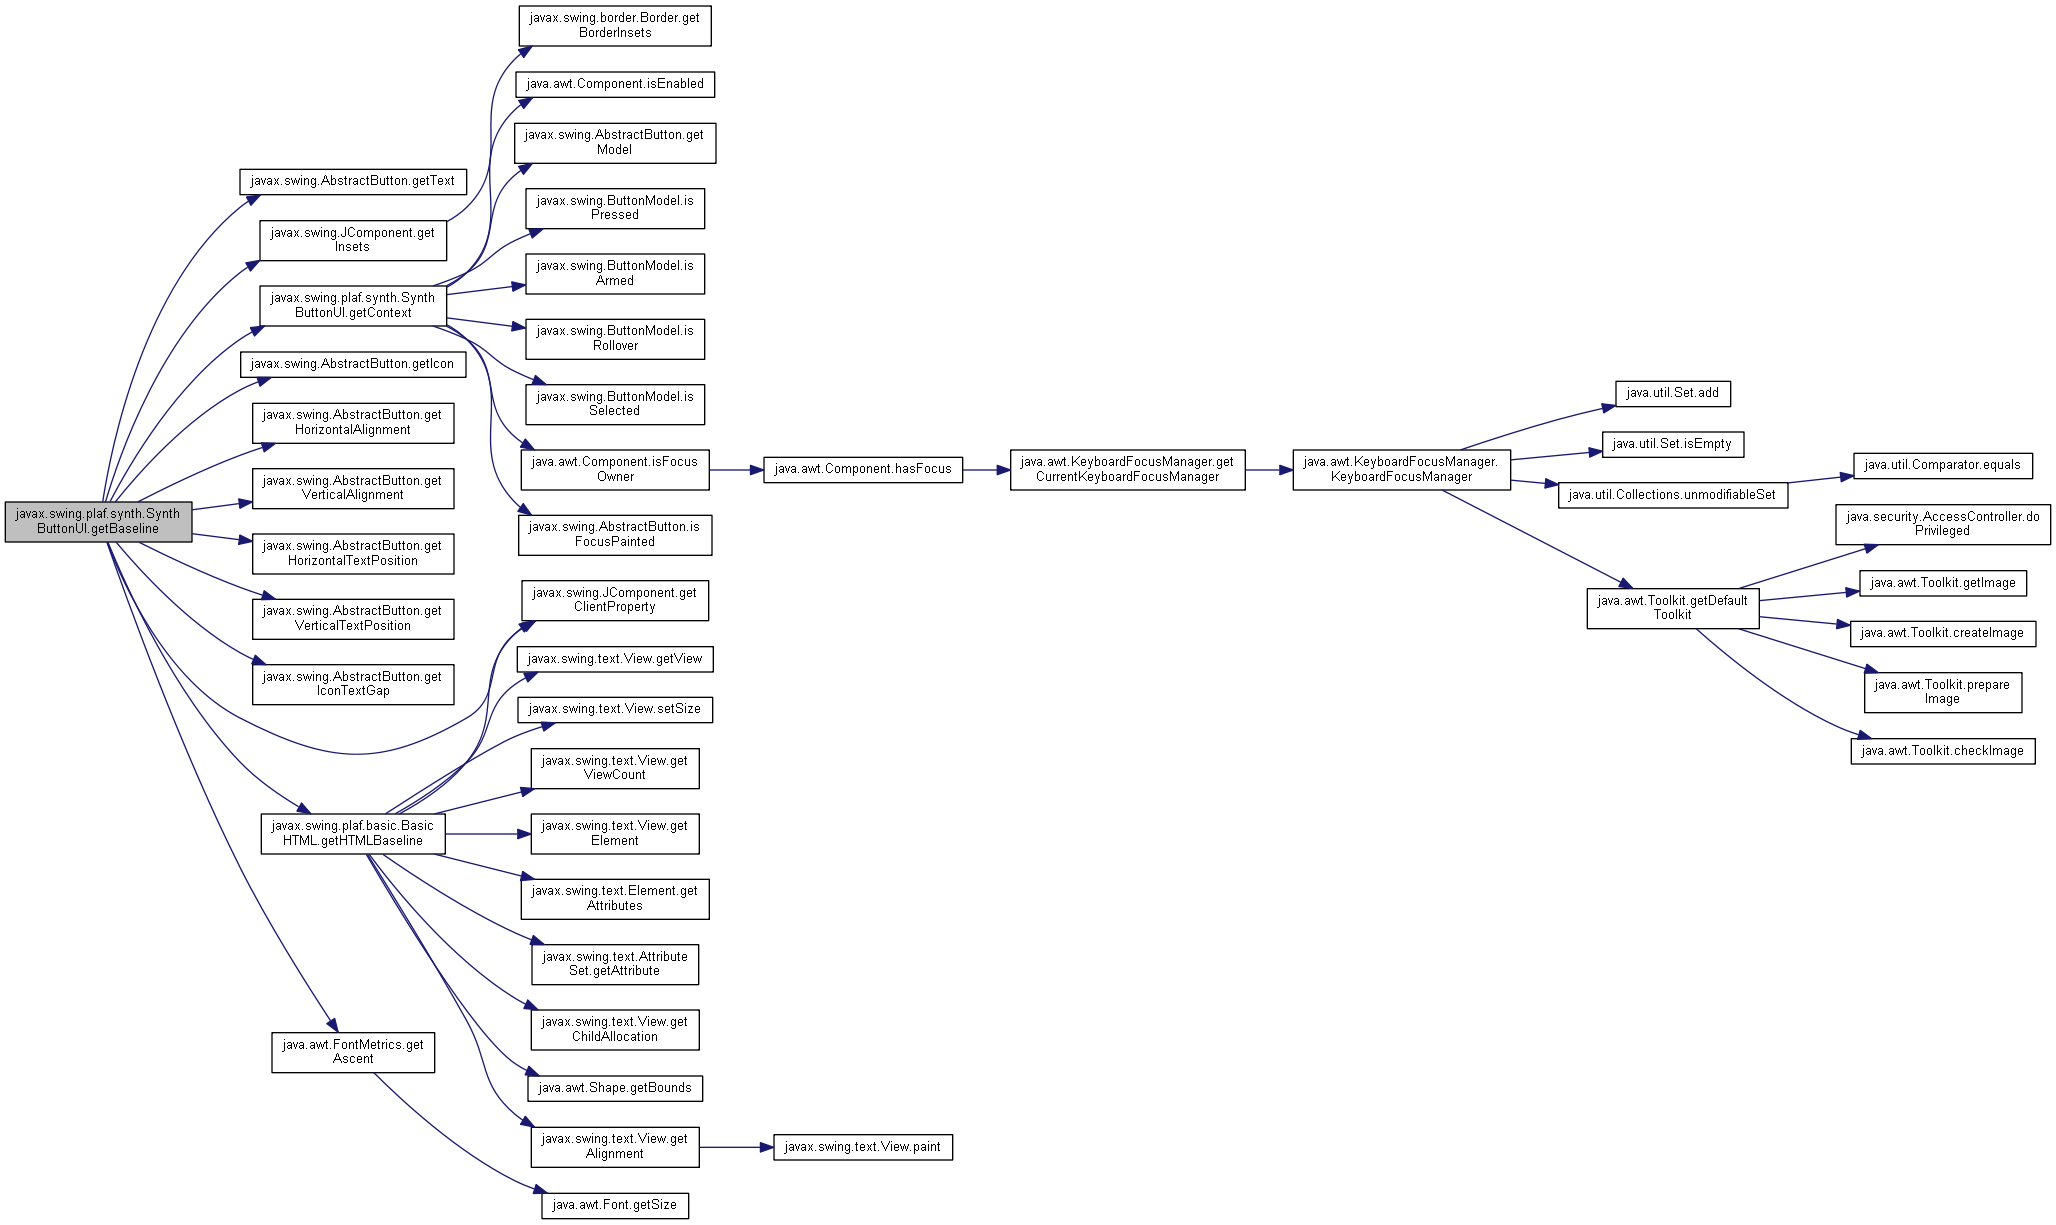 javax.swing.plaf.synth.Synth
ButtonUI.getBaseline
javax.swing.AbstractButton.getText
javax.swing.JComponent.get
Insets
javax.swing.plaf.synth.Synth
ButtonUI.getContext
javax.swing.AbstractButton.getIcon
javax.swing.AbstractButton.get
HorizontalAlignment
javax.swing.AbstractButton.get
VerticalAlignment
javax.swing.AbstractButton.get
HorizontalTextPosition
javax.swing.AbstractButton.get
VerticalTextPosition
javax.swing.AbstractButton.get
IconTextGap
javax.swing.plaf.basic.Basic
HTML.getHTMLBaseline
java.awt.FontMetrics.get
Ascent
javax.swing.border.Border.get
BorderInsets
java.awt.Component.isEnabled
javax.swing.AbstractButton.get
Model
javax.swing.ButtonModel.is
Pressed
javax.swing.ButtonModel.is
Armed
javax.swing.ButtonModel.is
Rollover
javax.swing.ButtonModel.is
Selected
java.awt.Component.isFocus
Owner
javax.swing.AbstractButton.is
FocusPainted
javax.swing.JComponent.get
ClientProperty
javax.swing.text.View.getView
javax.swing.text.View.setSize
javax.swing.text.View.get
ViewCount
javax.swing.text.View.get
Element
javax.swing.text.Element.get
Attributes
javax.swing.text.Attribute
Set.getAttribute
javax.swing.text.View.get
ChildAllocation
java.awt.Shape.getBounds
javax.swing.text.View.get
Alignment
java.awt.Font.getSize
java.awt.Component.hasFocus
javax.swing.text.View.paint
java.awt.KeyboardFocusManager.get
CurrentKeyboardFocusManager
java.awt.KeyboardFocusManager.
KeyboardFocusManager
java.util.Set.add
java.util.Set.isEmpty
java.util.Collections.unmodifiableSet
java.awt.Toolkit.getDefault
Toolkit
java.util.Comparator.equals
java.security.AccessController.do
Privileged
java.awt.Toolkit.getImage
java.awt.Toolkit.createImage
java.awt.Toolkit.prepare
Image
java.awt.Toolkit.checkImage